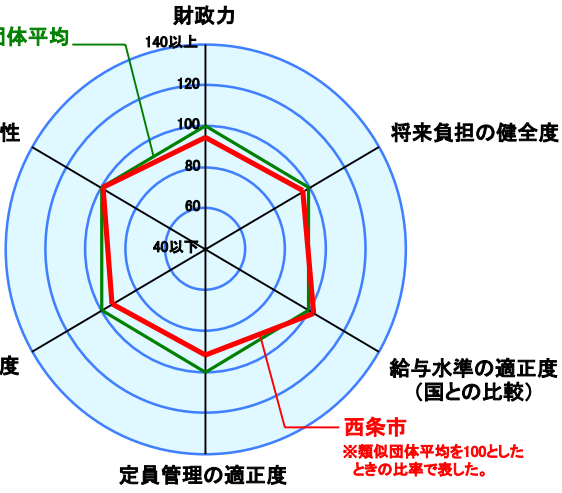 財政力
団体平均
140以上
120
100
80
60
40以下
性
将来負担の健全度
度
給与水準の適正度
（国との比較）
西条市
※類似団体平均を100とした
ときの比率で表した。
定員管理の適正度